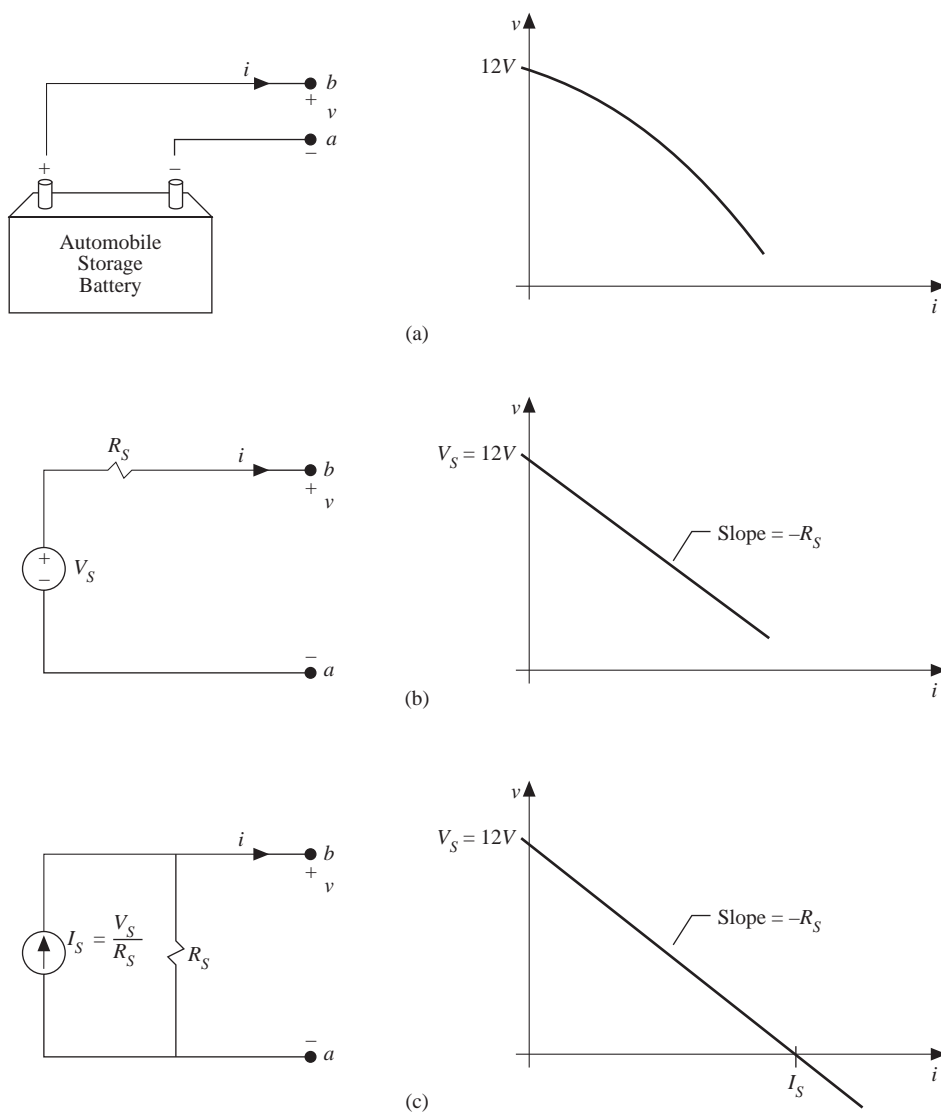 i
b
+
v
a
–
+ –
Automobile
Storage
Battery
v
12V
i
(a)
R_S
i
b
+
v
+
–
V_S
–
a
v
V_S = 12V
Slope = –R_S
i
(b)
i
b
+
v
I_S = V_S/R_S
R_S
–
a
v
V_S = 12V
Slope = –R_S
I_S
i
(c)